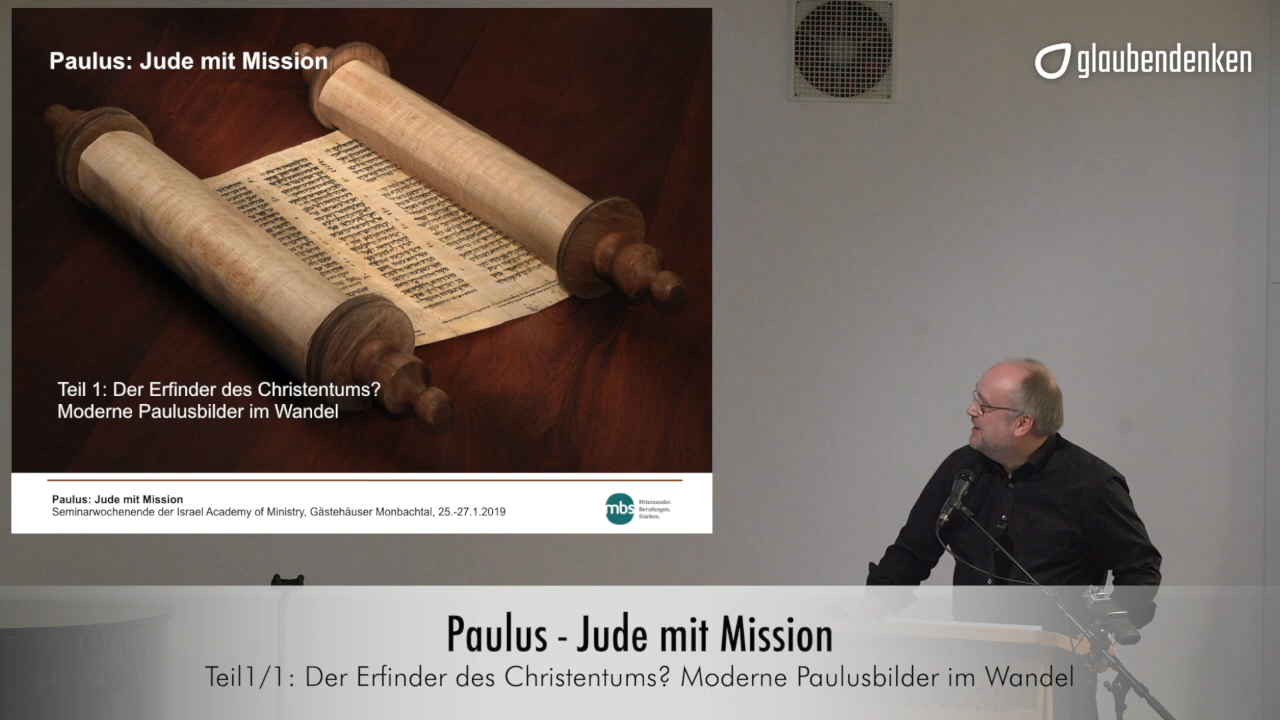 Paulus: Jude mit Mission
glaubendenken
Teil 1: Der Erfinder des Christentums?
Moderne Paulusbilder im Wandel
Paulus: Jude mit Mission
Seminarwochenende der Israel Academy of Ministry, Gästehäuser Monbachtal, 25.-27.1.2019
mbs
Miteinander.
Berufungen.
Stärken.
Paulus - Jude mit Mission
Teil1/1: Der Erfinder des Christentums? Moderne Paulusbilder im Wandel